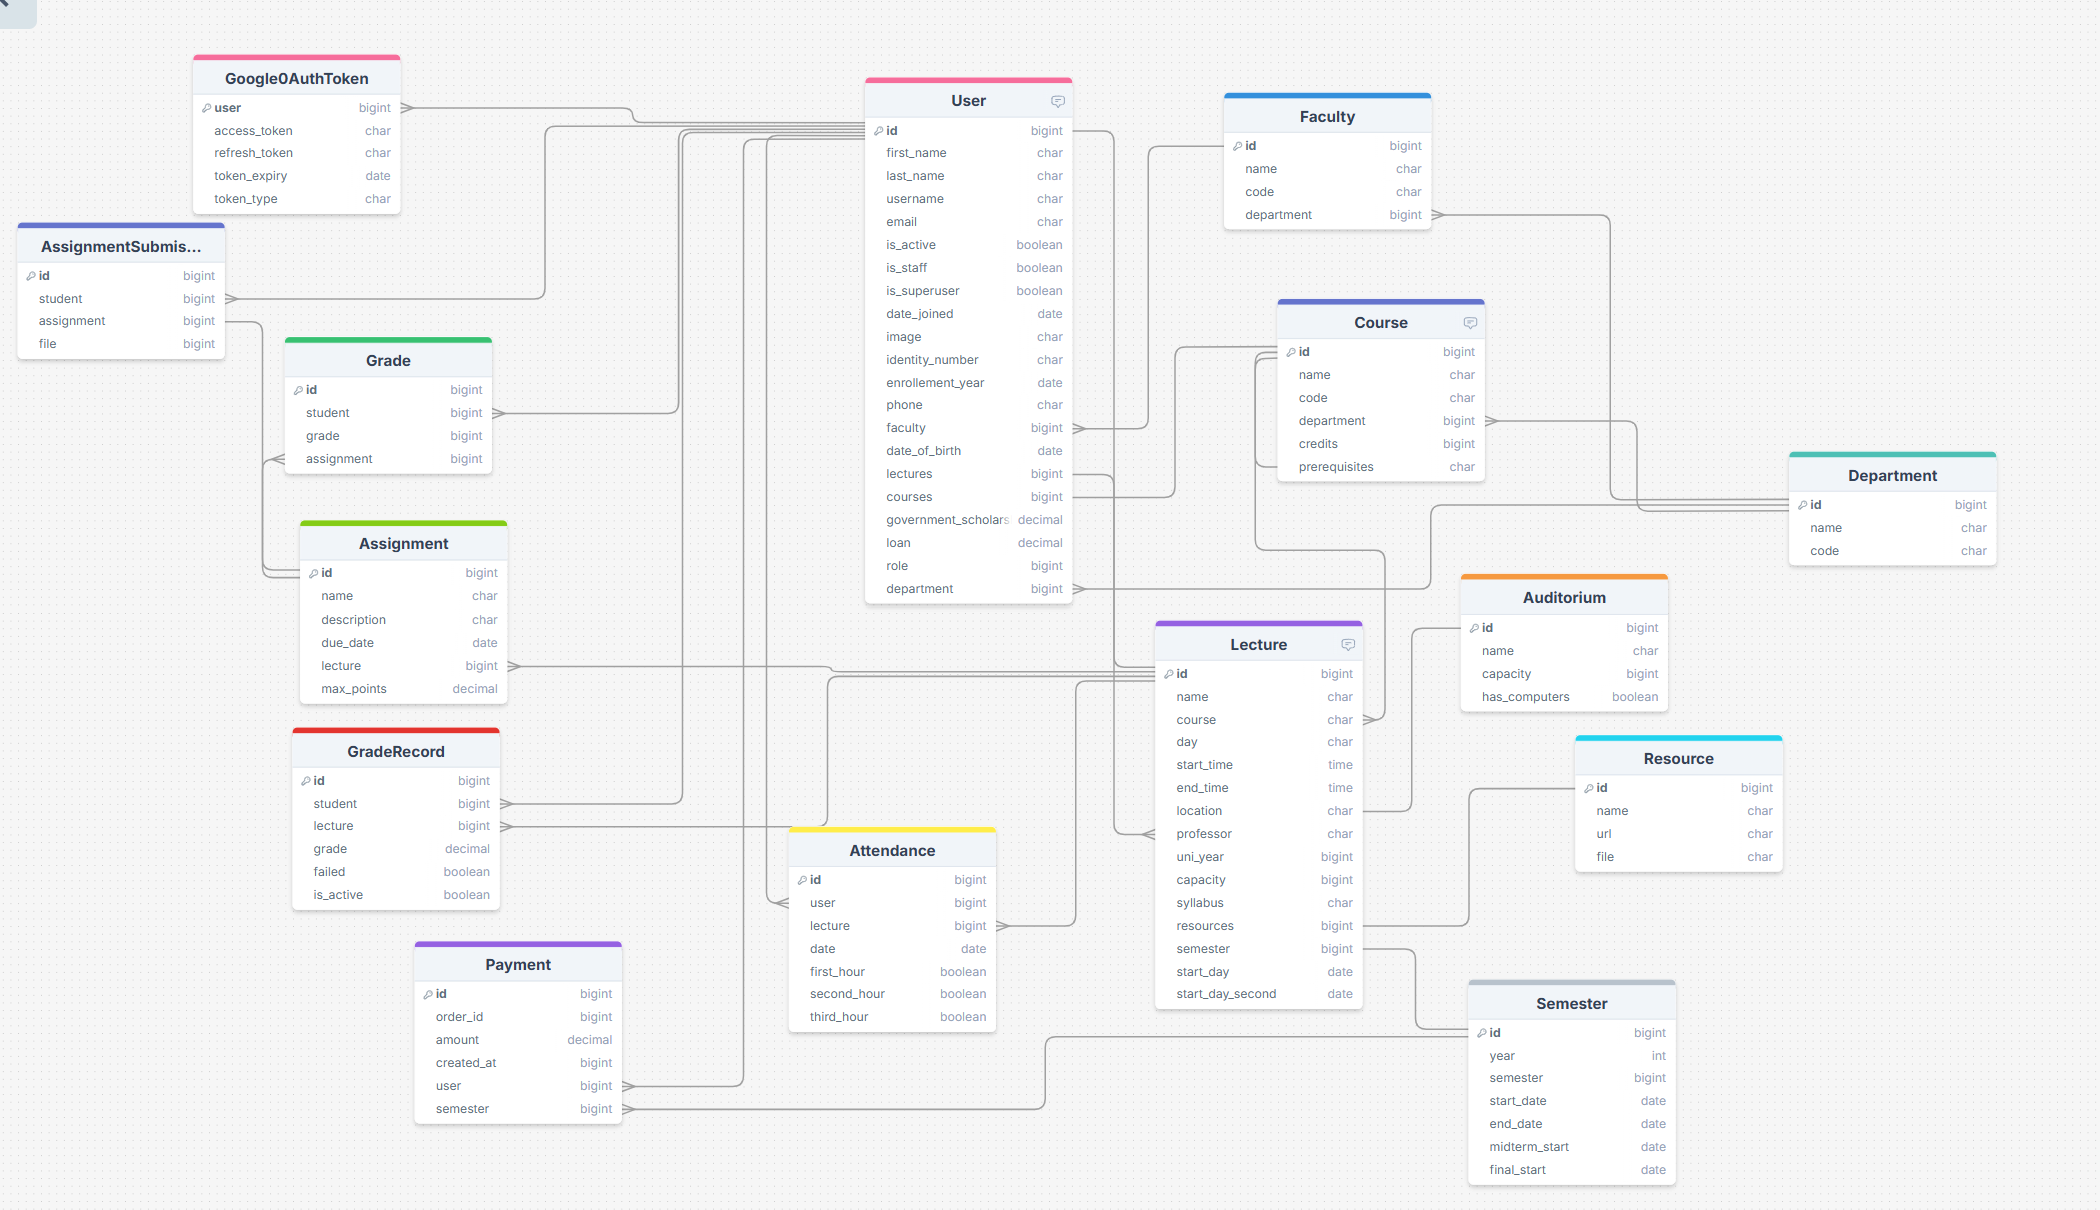 Google0AuthToken
user bigint
access_token char
refresh_token char
token_expiry date
token_type char
AssignmentSubmis...
id bigint
student bigint
assignment bigint
file bigint
Grade
id bigint
student bigint
grade bigint
assignment bigint
Assignment
id bigint
name char
description char
due_date date
lecture bigint
max_points decimal
GradeRecord
id bigint
student bigint
lecture bigint
grade decimal
failed boolean
is_active boolean
Payment
id bigint
order_id bigint
amount decimal
created_at bigint
user bigint
semester bigint
User
id bigint
first_name char
last_name char
username char
email char
is_active boolean
is_staff boolean
is_superuser boolean
date_joined date
image char
identity_number char
enrollement_year date
phone char
faculty bigint
date_of_birth date
lectures bigint
courses bigint
government_scholars decimal
loan decimal
role bigint
department bigint
Attendance
id bigint
user bigint
lecture bigint
date date
first_hour boolean
second_hour boolean
third_hour boolean
Faculty
id bigint
name char
code char
department bigint
Course
id bigint
name char
code char
department bigint
credits bigint
prerequisites char
Lecture
id bigint
name char
course char
day char
start_time time
end_time time
location char
professor char
uni_year bigint
capacity bigint
syllabus char
resources bigint
semester bigint
start_day date
start_day_second date
Department
id bigint
name char
code char
Auditorium
id bigint
name char
capacity bigint
has_computers boolean
Resource
id bigint
name char
url char
file char
Semester
id bigint
year int
semester bigint
start_date date
end_date date
midterm_start date
final_start date